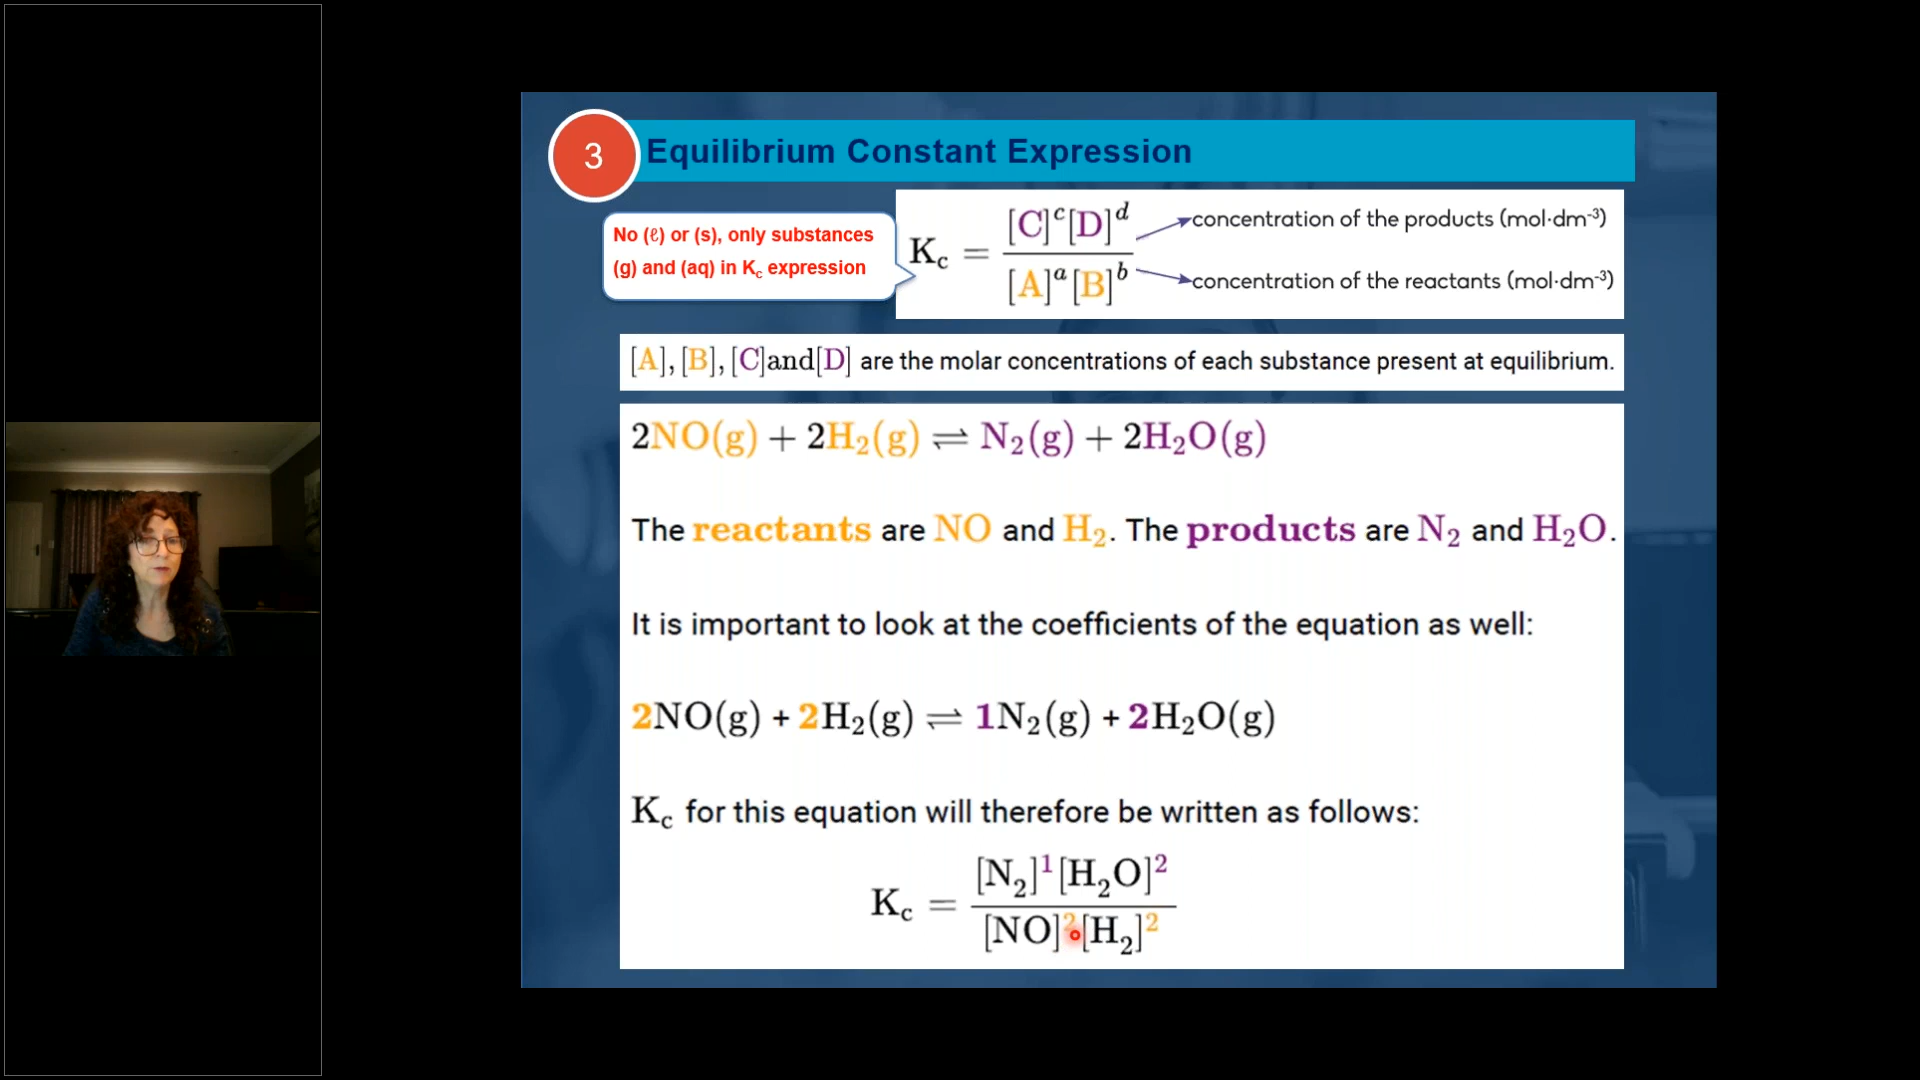 3
Equilibrium Constant Expression
No (ℓ) or (s), only substances
(g) and (aq) in K꜀ expression
K꜀ = [C]ᶜ[D]ᵈ / [A]ᵃ[B]ᵇ
concentration of the products (mol·dm⁻³)
concentration of the reactants (mol·dm⁻³)
[A], [B], [C]and[D] are the molar concentrations of each substance present at equilibrium.
2NO(g) + 2H₂(g) ⇌ N₂(g) + 2H₂O(g)
The reactants are NO and H₂. The products are N₂ and H₂O.
It is important to look at the coefficients of the equation as well:
2NO(g) + 2H₂(g) ⇌ 1N₂(g) + 2H₂O(g)
K꜀ for this equation will therefore be written as follows:
K꜀ = [N₂]¹[H₂O]² / [NO]²[H₂]²